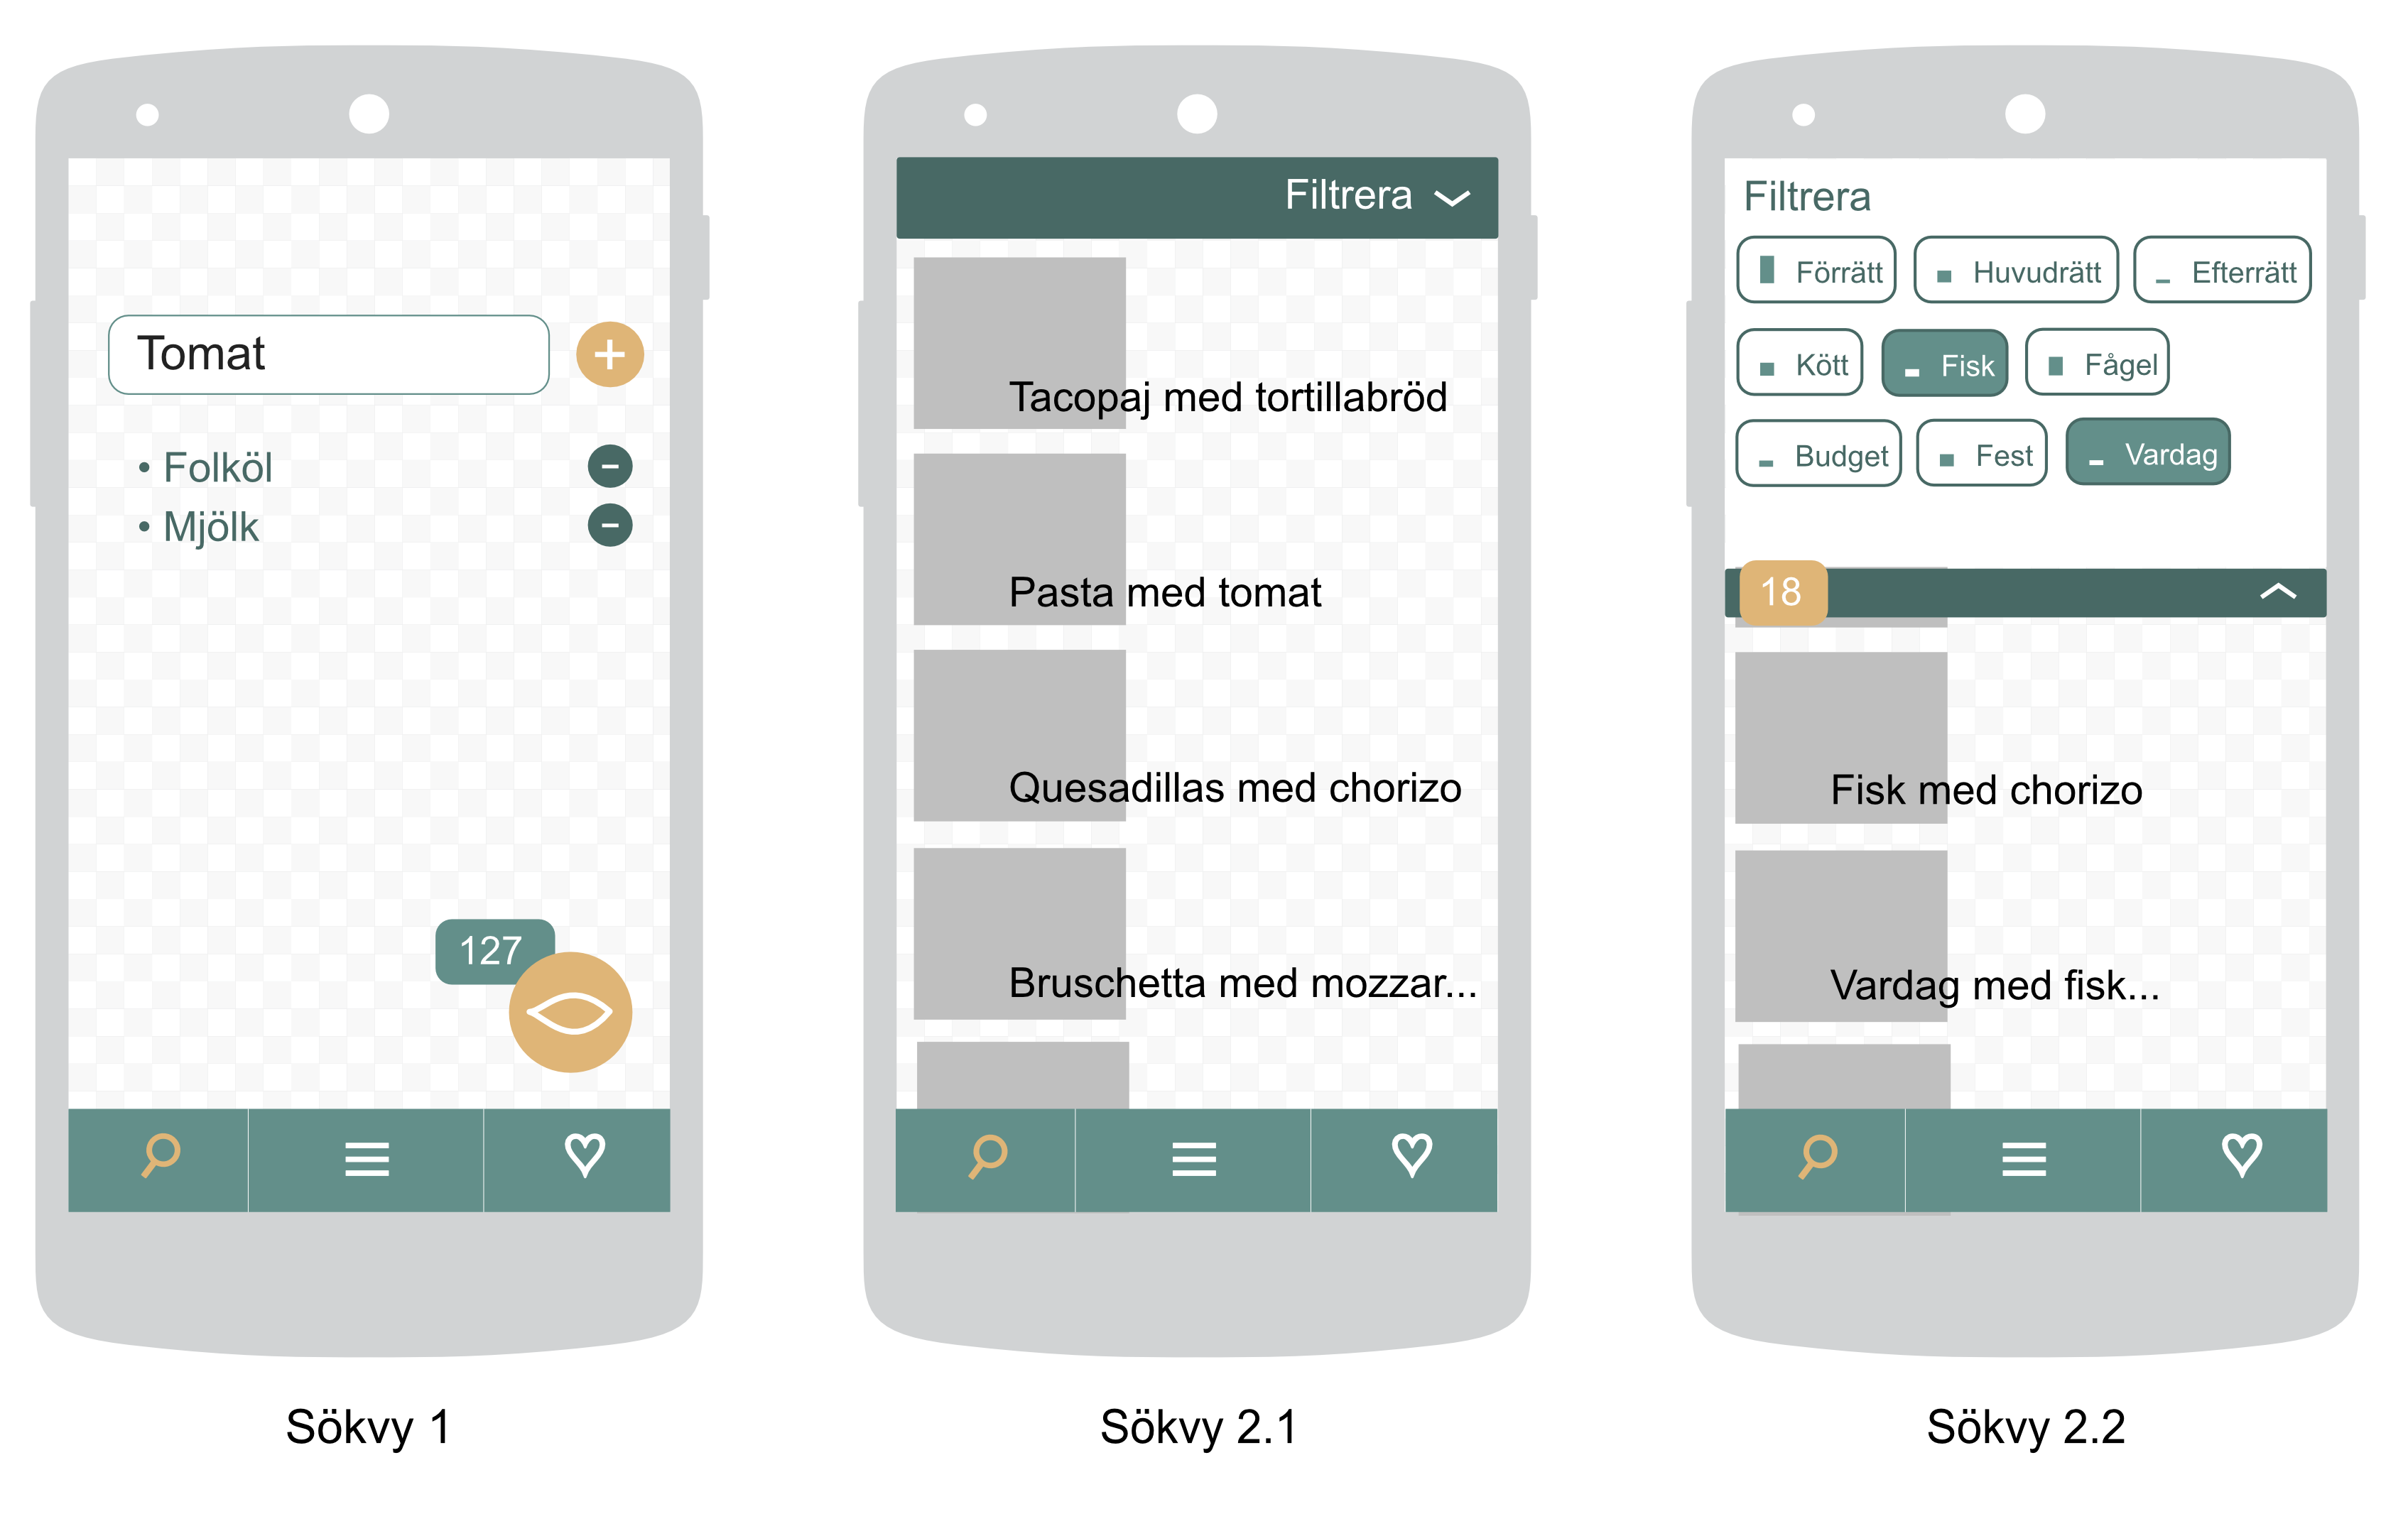 Tomat
• Folköl
• Mjölk
127
Sökvy 1
Filtrera
Tacopaj med tortillabröd
Pasta med tomat
Quesadillas med chorizo
Bruschetta med mozzar...
Sökvy 2.1
Filtrera
Förrätt Huvudrätt Efterrätt
Kött Fisk Fågel
Budget Fest Vardag
18
Fisk med chorizo
Vardag med fisk...
Sökvy 2.2